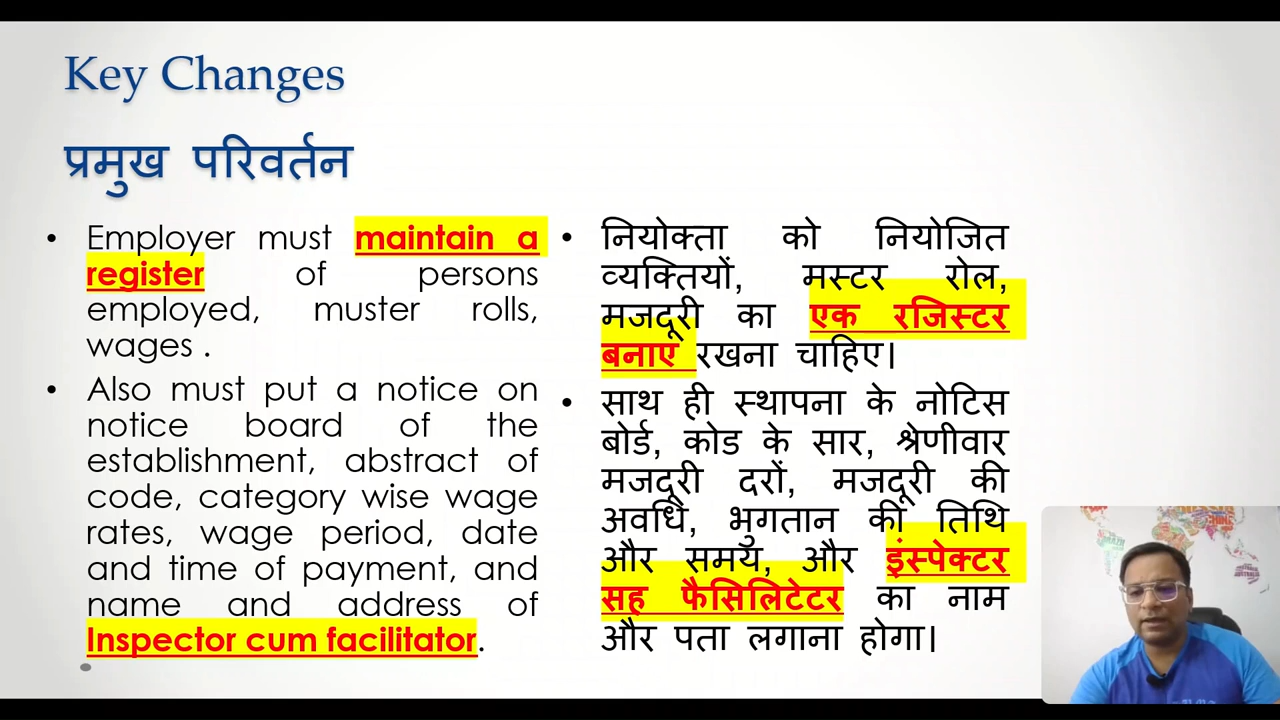 Key Changes
प्रमुख परिवर्तन
• Employer must maintain a
register of persons
employed, muster rolls,
wages .
• Also must put a notice on
notice board of the
establishment, abstract of
code, category wise wage
rates, wage period, date
and time of payment, and
name and address of
Inspector cum facilitator.
• नियोक्ता को नियोजित
व्यक्तियों, मस्टर रोल,
मजदूरी का एक रजिस्टर
बनाए रखना चाहिए।
• साथ ही स्थापना के नोटिस
बोर्ड, कोड के सार, श्रेणीवार
मजदूरी दरों, मजदूरी की
अवधि, भुगतान की तिथि
और समय, और इंस्पेक्टर
सह फैसिलिटेटर का नाम
और पता लगाना होगा।